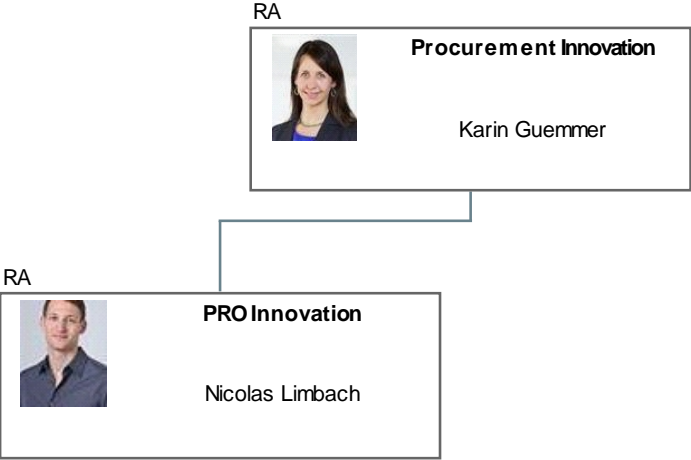 RA
Procurement Innovation
Karin Guemmer
RA
PRO Innovation
Nicolas Limbach